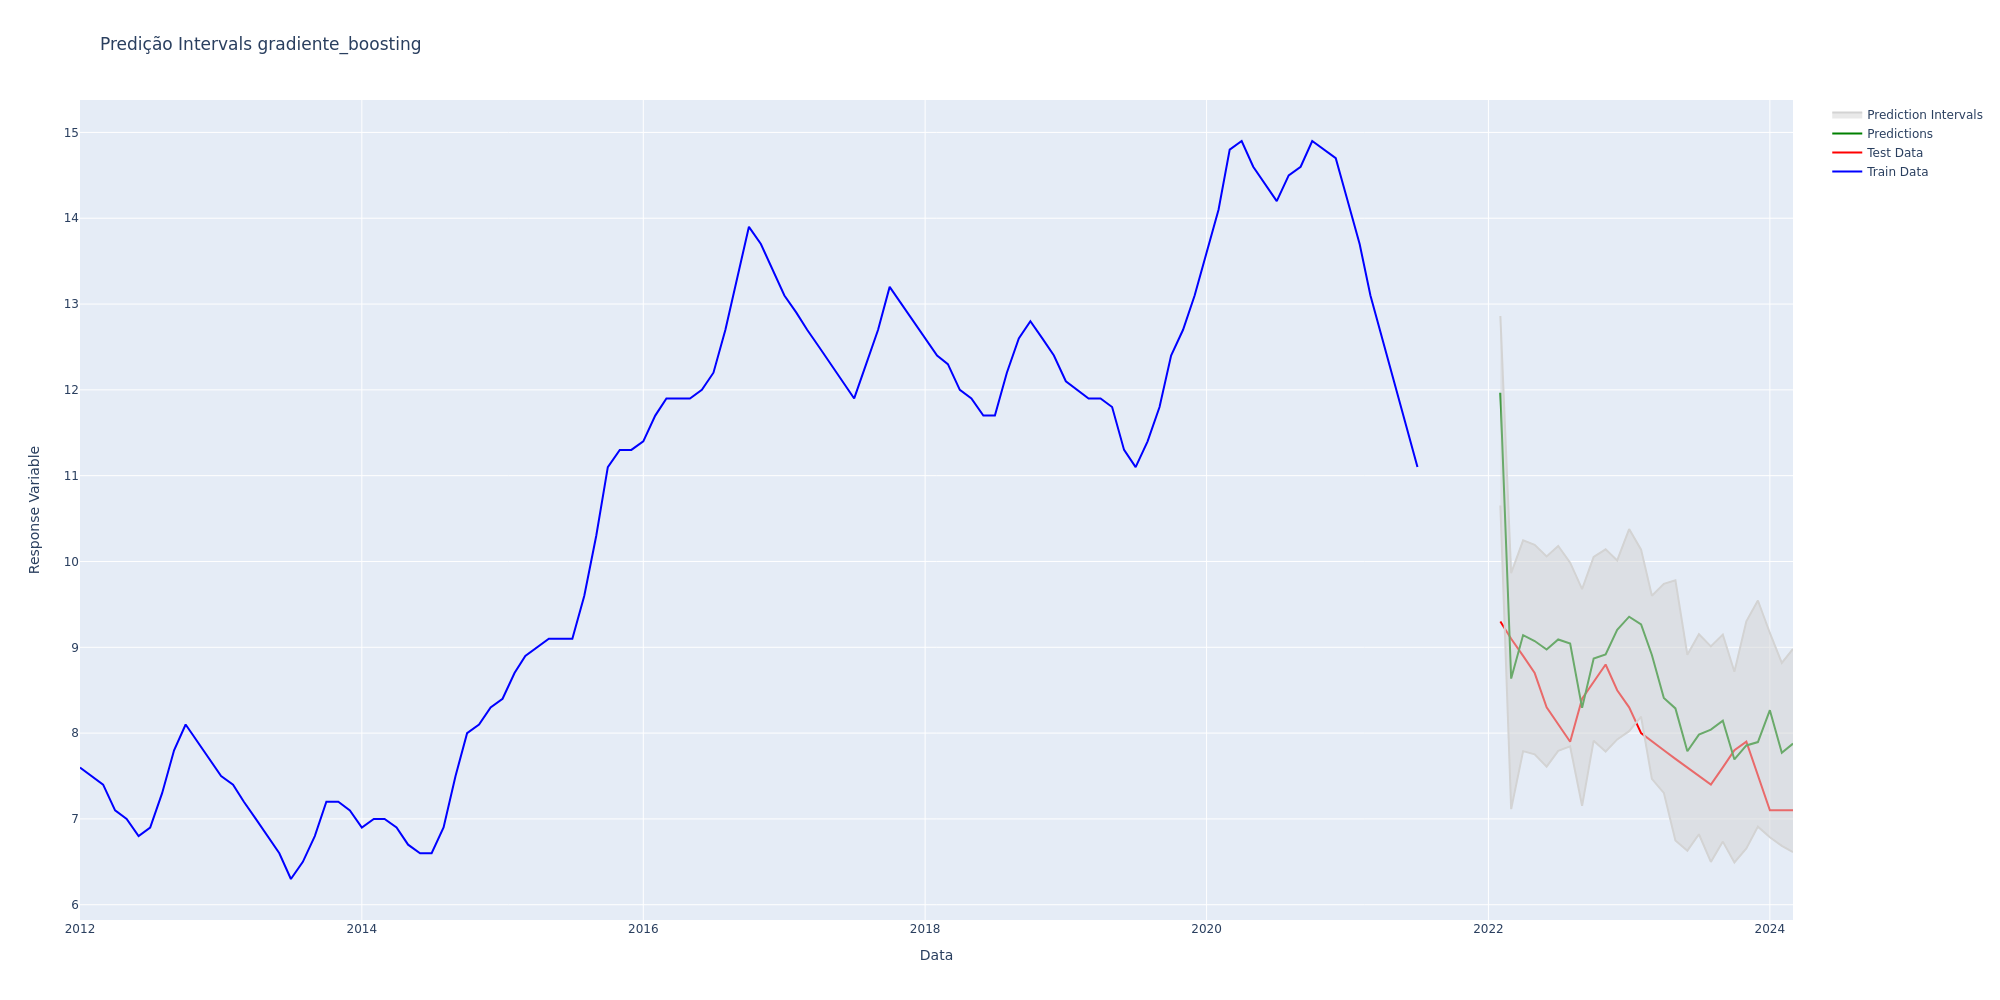 Predição Intervals gradiente_boosting
Prediction Intervals
Predictions
Test Data
Train Data
Response Variable
15
14
13
12
11
10
9
8
7
6
2012
2014
2016
2018
2020
2022
2024
Data